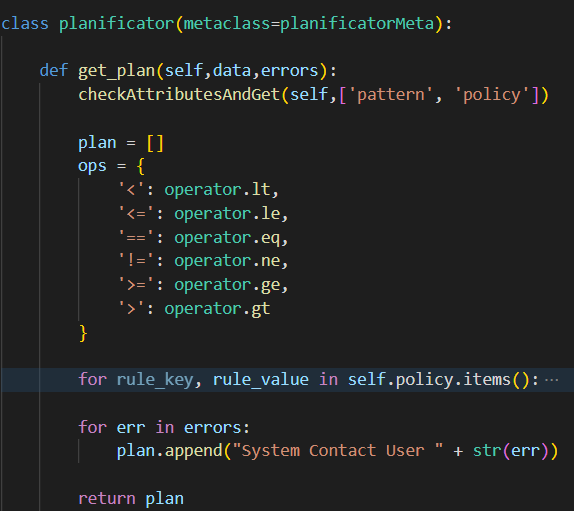 class planificator(metaclass=planificatorMeta):
def get_plan(self,data,errors):
checkAttributesAndGet(self,['pattern', 'policy'])
plan = []
ops = {
'<': operator.lt,
'<=': operator.le,
'==': operator.eq,
'!=': operator.ne,
'>=': operator.ge,
'>': operator.gt
}
for rule_key, rule_value in self.policy.items():···
for err in errors:
plan.append("System Contact User " + str(err))
return plan